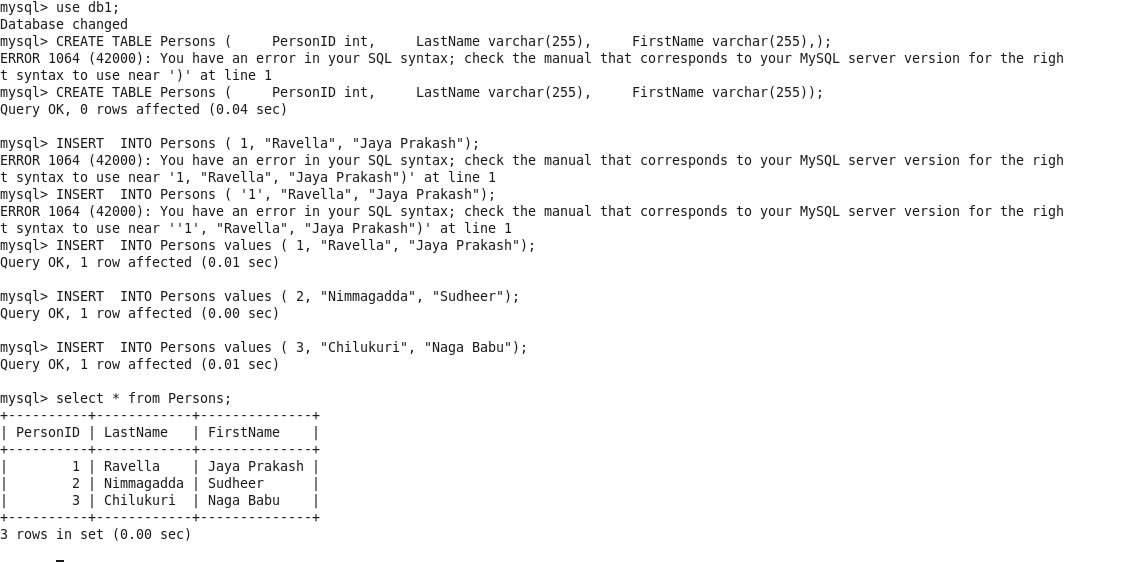 mysql> use db1;
Database changed
mysql> CREATE TABLE Persons (     PersonID int,     LastName varchar(255),     FirstName varchar(255),);
ERROR 1064 (42000): You have an error in your SQL syntax; check the manual that corresponds to your MySQL server version for the righ
t syntax to use near ')' at line 1
mysql> CREATE TABLE Persons (     PersonID int,     LastName varchar(255),     FirstName varchar(255));
Query OK, 0 rows affected (0.04 sec)

mysql> INSERT  INTO Persons ( 1, "Ravella", "Jaya Prakash");
ERROR 1064 (42000): You have an error in your SQL syntax; check the manual that corresponds to your MySQL server version for the righ
t syntax to use near '1, "Ravella", "Jaya Prakash")' at line 1
mysql> INSERT  INTO Persons ( '1', "Ravella", "Jaya Prakash");
ERROR 1064 (42000): You have an error in your SQL syntax; check the manual that corresponds to your MySQL server version for the righ
t syntax to use near ''1', "Ravella", "Jaya Prakash")' at line 1
mysql> INSERT  INTO Persons values ( 1, "Ravella", "Jaya Prakash");
Query OK, 1 row affected (0.01 sec)

mysql> INSERT  INTO Persons values ( 2, "Nimmagadda", "Sudheer");
Query OK, 1 row affected (0.00 sec)

mysql> INSERT  INTO Persons values ( 3, "Chilukuri", "Naga Babu");
Query OK, 1 row affected (0.01 sec)

mysql> select * from Persons;
+----------+------------+--------------+
| PersonID | LastName   | FirstName    |
+----------+------------+--------------+
|        1 | Ravella    | Jaya Prakash |
|        2 | Nimmagadda | Sudheer      |
|        3 | Chilukuri  | Naga Babu    |
+----------+------------+--------------+
3 rows in set (0.00 sec)